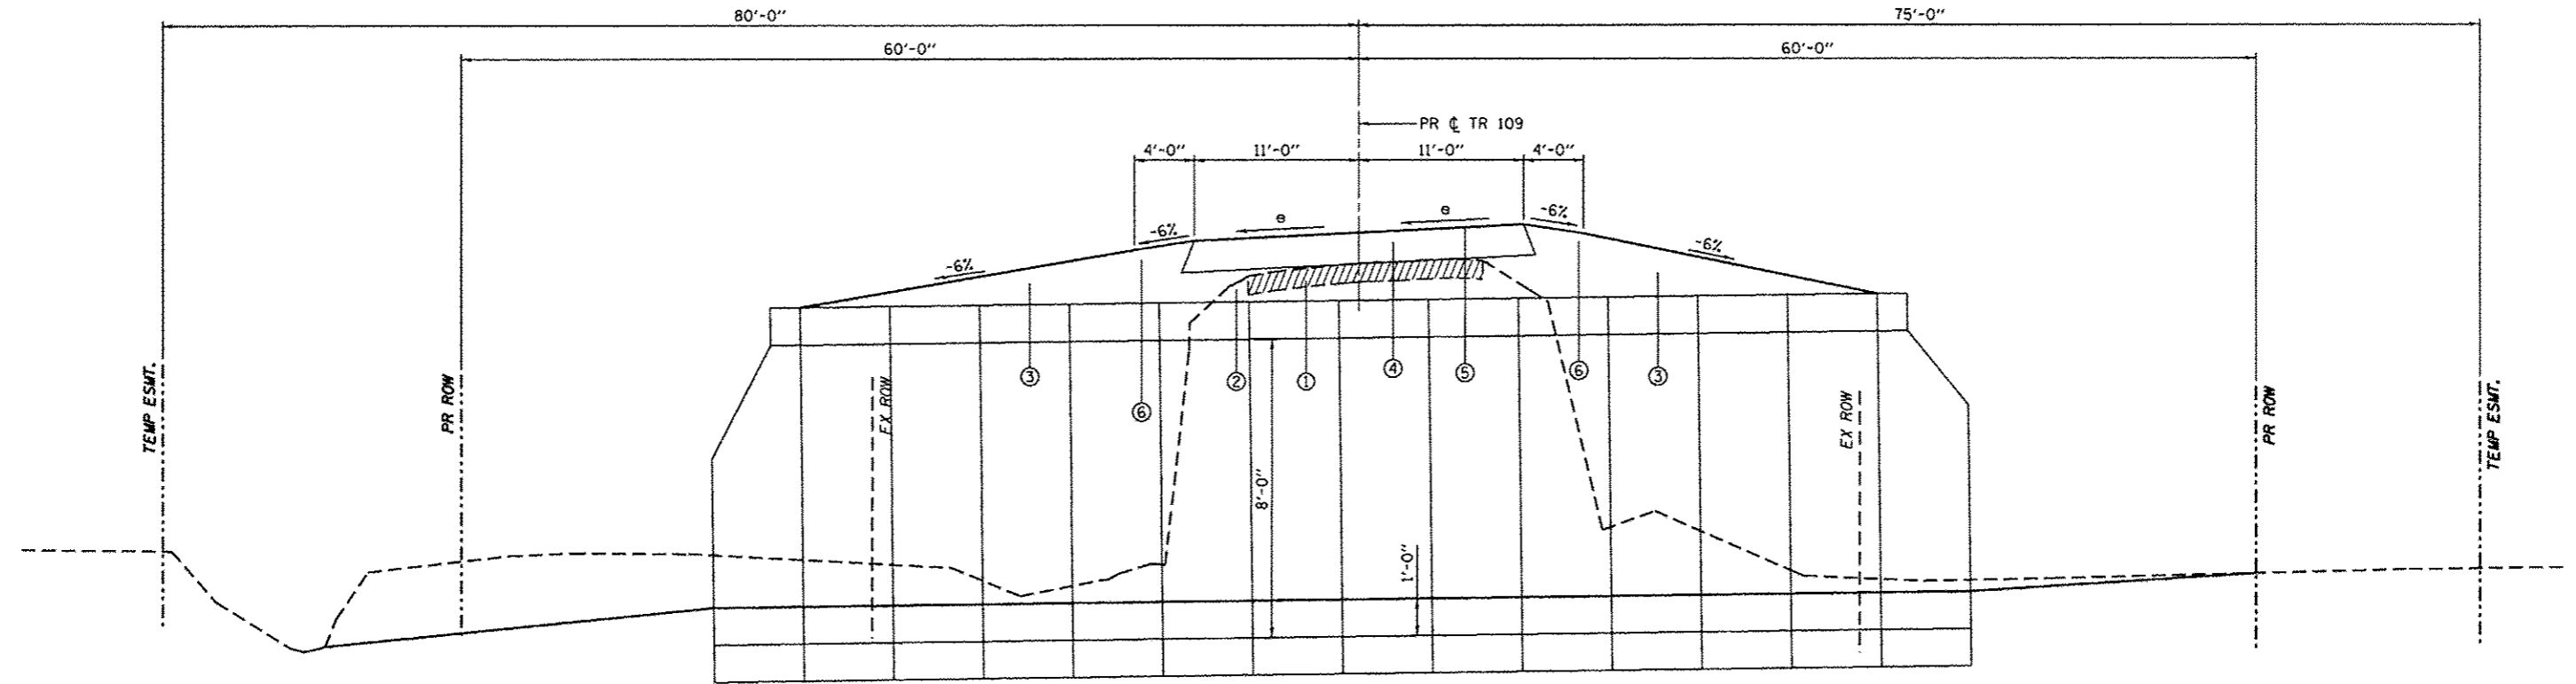 80'-0" 75'-0"
60'-0" 60'-0"
PR ℄ TR 109
4'-0" 11'-0" 11'-0" 4'-0"
e e
-6% -6%
-6% -6%
TEMP ESMT.
PR ROW
EX ROW
③ ⑥ ② ① ④ ⑤ ⑥ ③
8'-0"
1'-0"
EX ROW
PR ROW
TEMP ESMT.